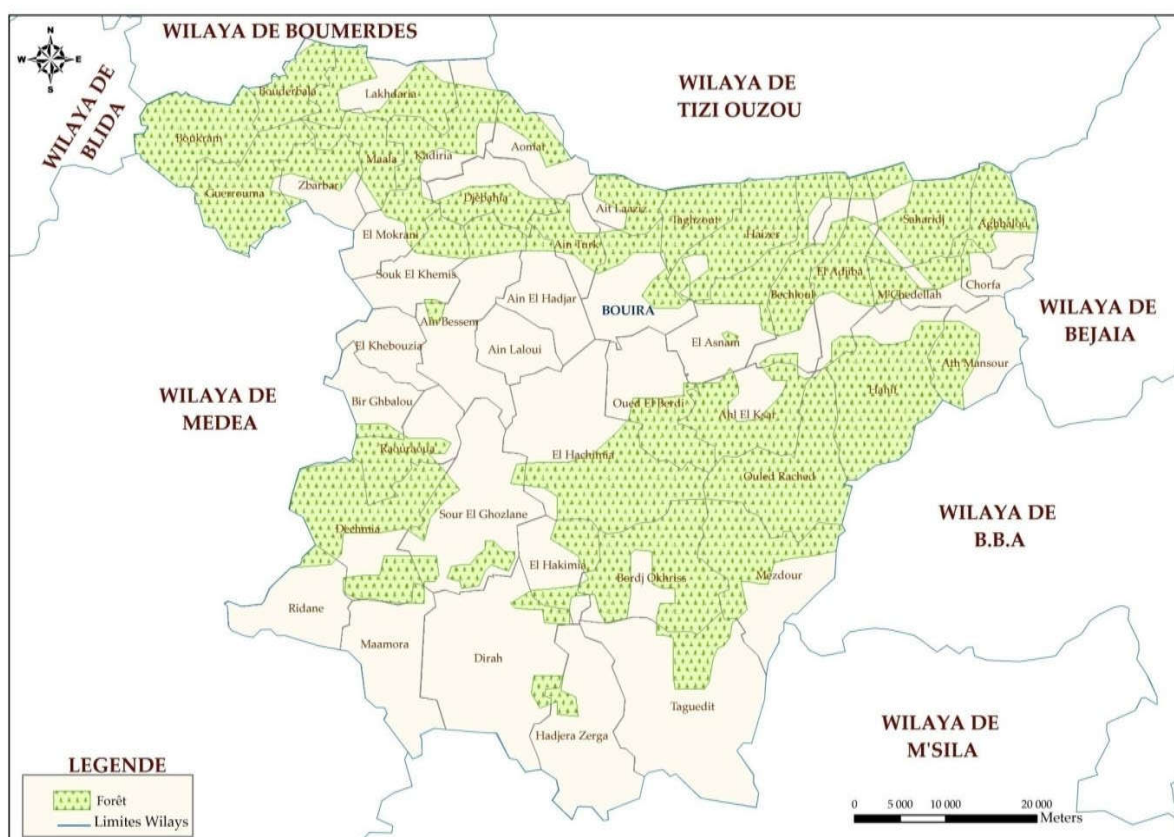 WILAYA DE BOUMERDES
N
W E
S
WILAYA DE
BLIDA
WILAYA DE
TIZI OUZOU
Bouderbala
Lakhdaria
Boukram
Maala
Kadiria
Aomar
Guerrouma
Zbarbar
Djebahia
Ait Laaziz
Taghzout
Haizer
Saharidj
Aghbalou
El Mokrani
Ain Turk
Souk El Khemis
El Adjiba
M'Chedellah
Chorfa
Ain El Hadjar
BOUIRA
Bechloul
Ain Bessem
El Asnam
WILAYA DE
BEJAIA
El Khebouzia
Ain Laloui
Ath Mansour
WILAYA DE
MEDEA
Bir Ghbalou
Oued El Berdi
Ahl El Ksar
Hanif
Raouraoua
El Hachimia
Ouled Rached
Sour El Ghozlane
Dechmia
WILAYA DE
B.B.A
El Hakimia
Bordj Okhriss
Mezdour
Ridane
Maamora
Dirah
Taguedit
Hadjera Zerga
WILAYA DE
M'SILA
LEGENDE
Forêt
Limites Wilays
0 5 000 10 000 20 000
Meters